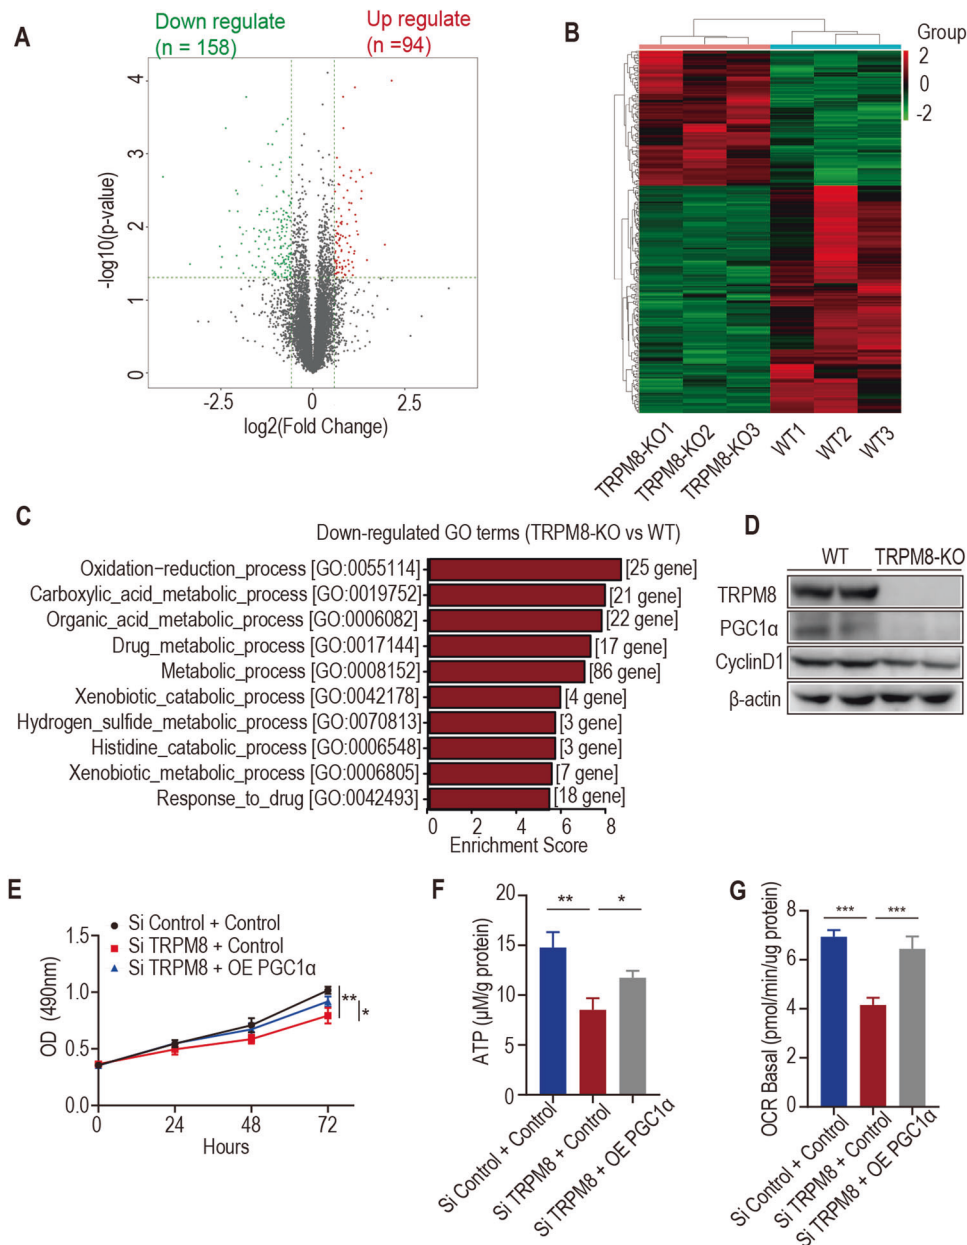 A
Down regulate
(n = 158)
Up regulate
(n =94)
4
3
2
1
0
-log10(p-value)
-2.5
0
2.5
log2(Fold Change)
B
Group
2
0
-2
TRPM8-KO1
TRPM8-KO2
TRPM8-KO3
WT1
WT2
WT3
C
Down-regulated GO terms (TRPM8-KO vs WT)
Oxidation-reduction_process [GO:0055114] [25 gene]
Carboxylic_acid_metabolic_process [GO:0019752] [21 gene]
Organic_acid_metabolic_process [GO:0006082] [22 gene]
Drug_metabolic_process [GO:0017144] [17 gene]
Metabolic_process [GO:0008152] [86 gene]
Xenobiotic_catabolic_process [GO:0042178] [4 gene]
Hydrogen_sulfide_metabolic_process [GO:0070813] [3 gene]
Histidine_catabolic_process [GO:0006548] [3 gene]
Xenobiotic_metabolic_process [GO:0006805] [7 gene]
Response_to_drug [GO:0042493] [18 gene]
0 2 4 6 8
Enrichment Score
D
WT TRPM8-KO
TRPM8
PGC1α
CyclinD1
β-actin
E
Si Control + Control
Si TRPM8 + Control
Si TRPM8 + OE PGC1α
1.5
1.0
0.5
0.0
OD (490nm)
**
*
0 24 48 72
Hours
F
20
15
10
5
0
ATP (μM/g protein)
** *
Si Control + Control
Si TRPM8 + Control
Si TRPM8 + OE PGC1α
G
8
6
4
2
0
OCR Basal (pmol/min/ug protein)
*** ***
Si Control + Control
Si TRPM8 + Control
Si TRPM8 + OE PGC1α